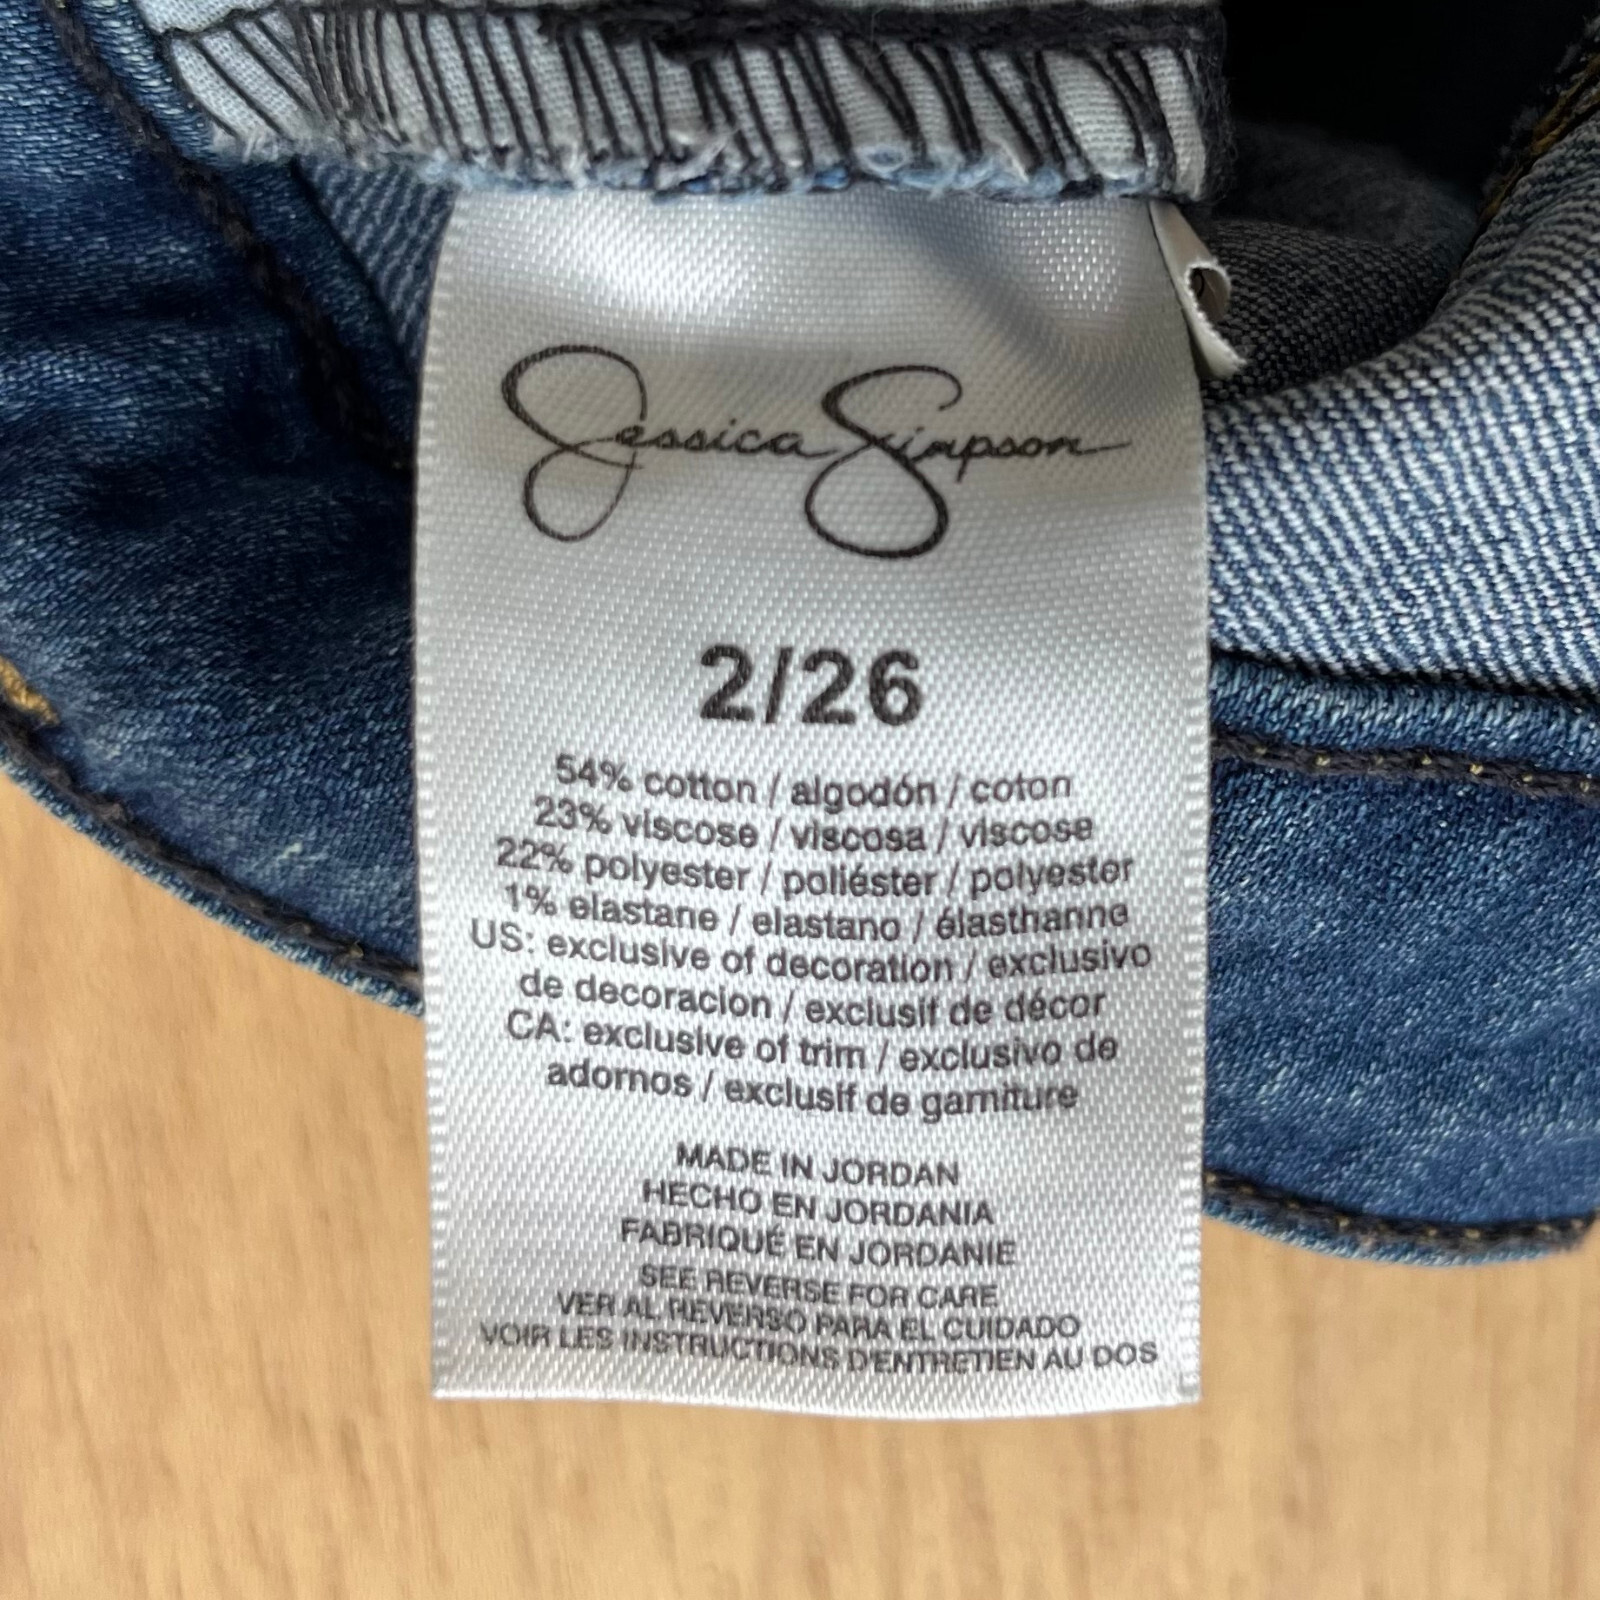 Jessica Simpson
2/26
54% cotton / algodón / coton
23% viscose / viscosa / viscose
22% polyester / poliéster / polyester
1% elastane / elastano / élasthanne
US: exclusive of decoration / exclusivo
de decoracion / exclusif de décor
CA: exclusive of trim / exclusivo de
adornos / exclusif de garniture
MADE IN JORDAN
HECHO EN JORDANIA
FABRIQUÉ EN JORDANIE
SEE REVERSE FOR CARE
VER AL REVERSO PARA EL CUIDADO
VOIR LES INSTRUCTIONS D'ENTRETIEN AU DOS